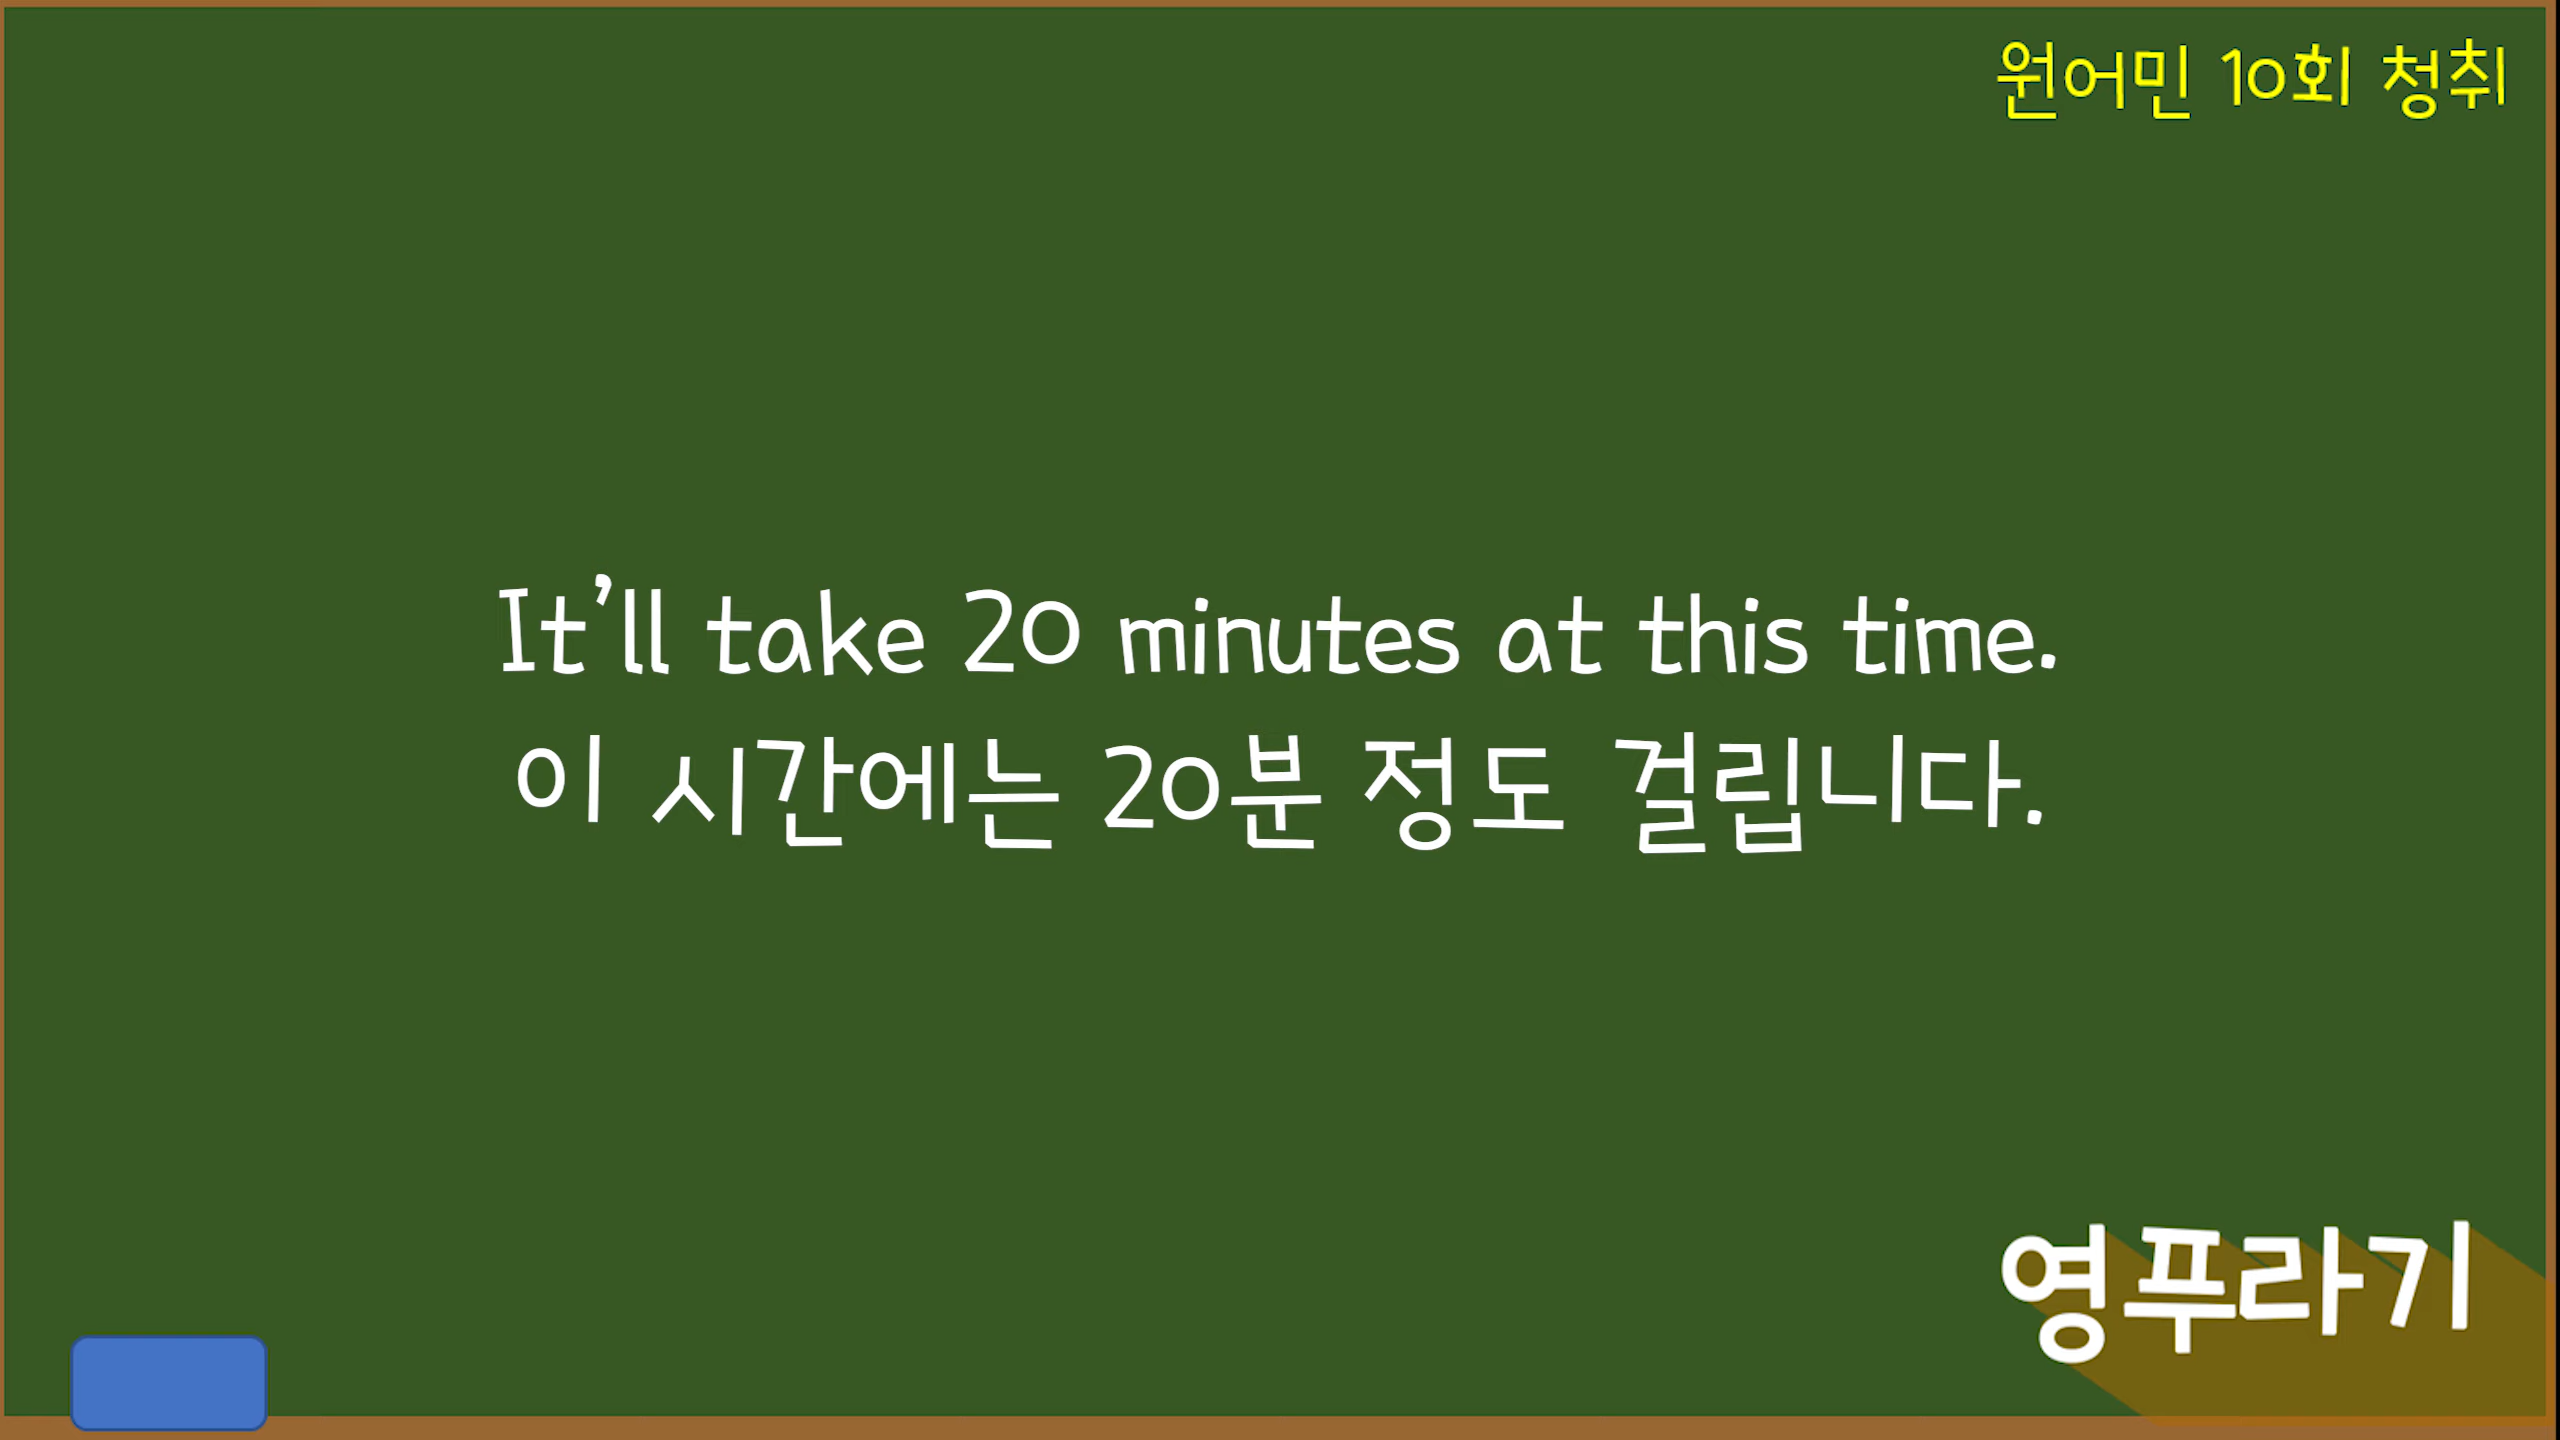 원어민 10회 청취
It’ll take 20 minutes at this time.
이 시간에는 20분 정도 걸립니다.
영푸라기